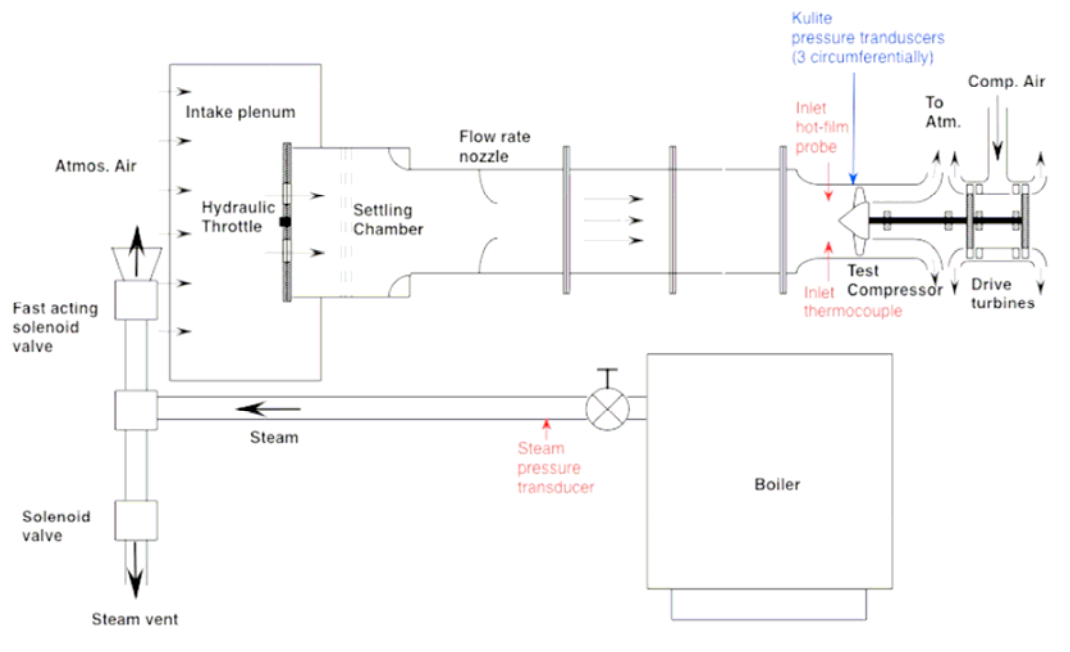 Kulite
pressure tranduscers
(3 circumferentially)
Comp. Air
To
Atm.
Inlet
hot-film
probe
Intake plenum
Flow rate
nozzle
Atmos. Air
Hydraulic
Throttle
Settling
Chamber
Test
Compressor
Inlet
thermocouple
Drive
turbines
Fast acting
solenoid
valve
Steam
Steam
pressure
transducer
Boiler
Solenoid
valve
Steam vent